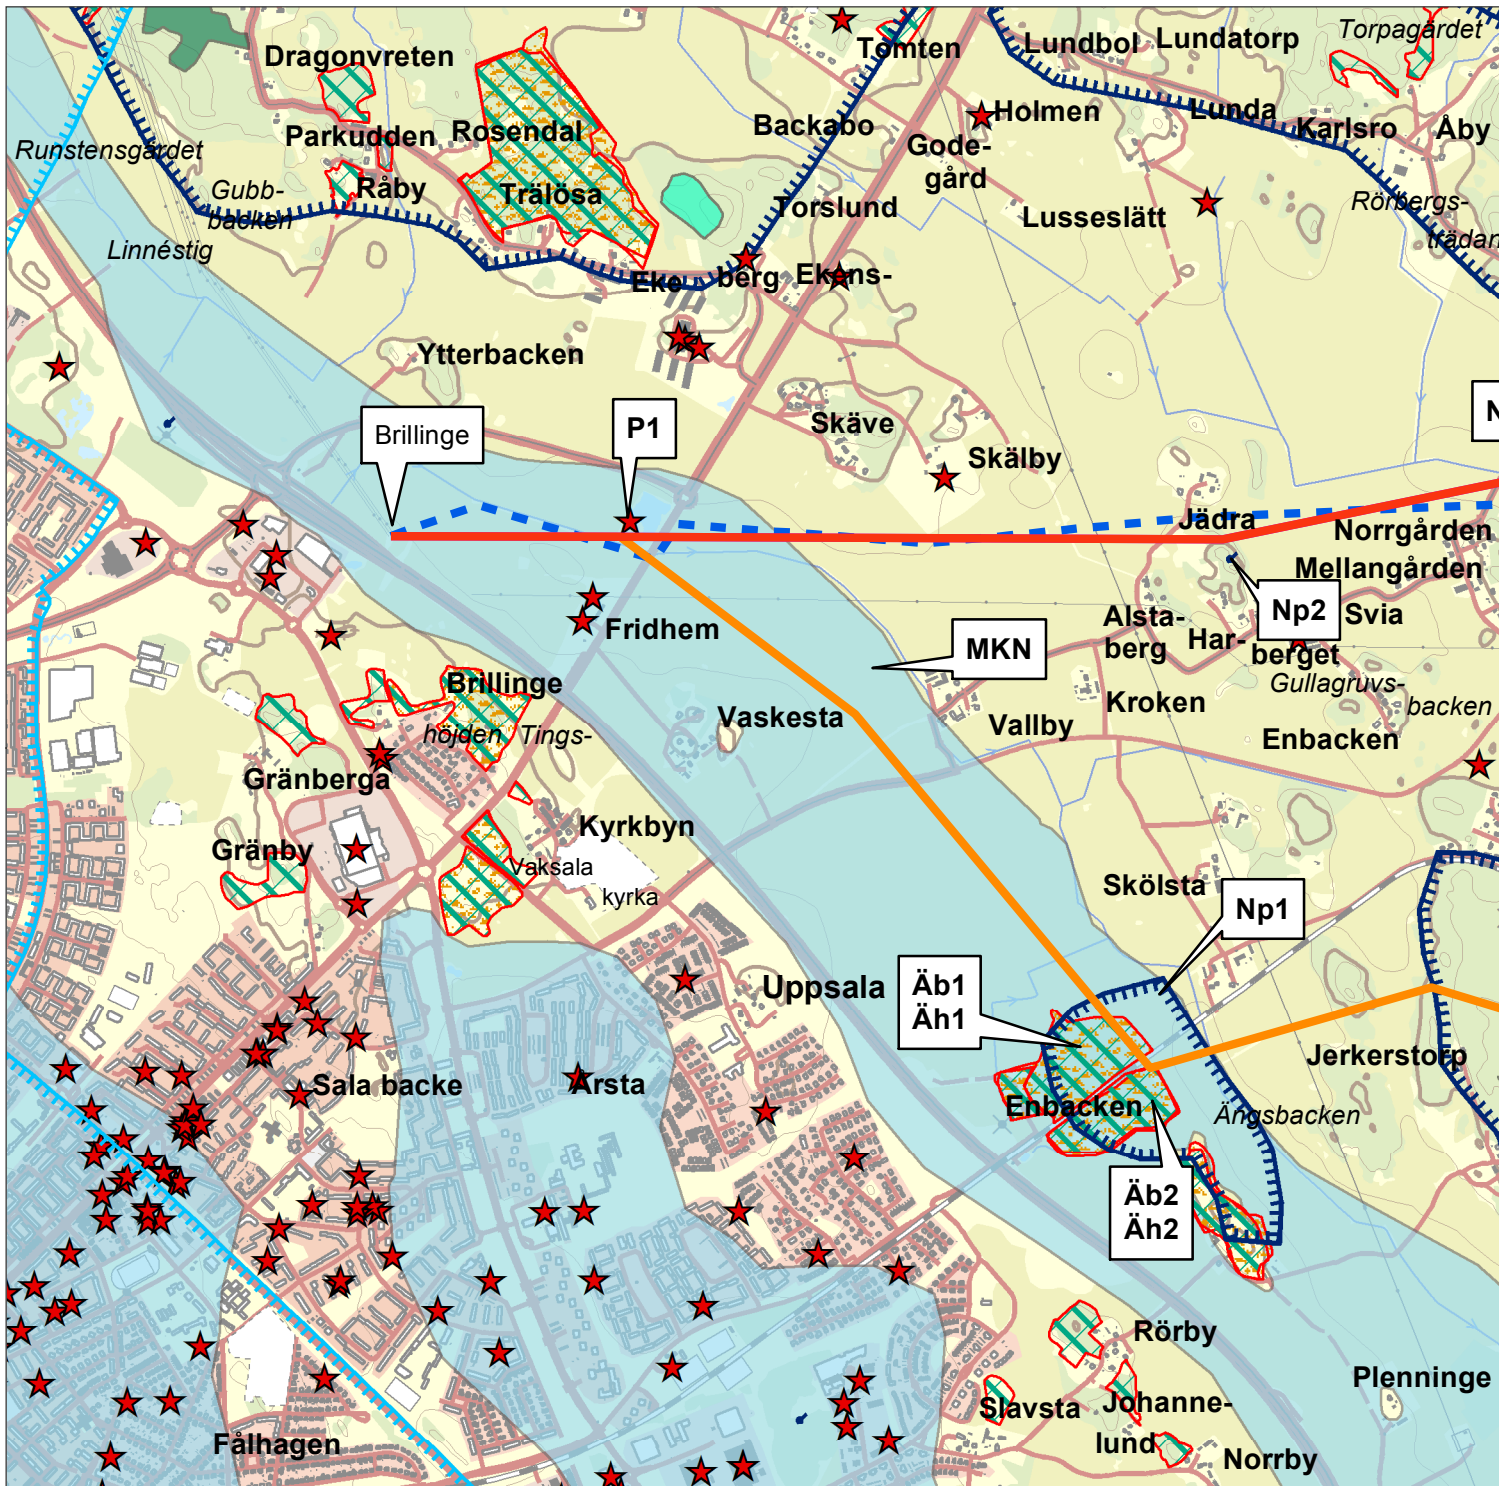 Tomten
Lundbol
Lundatorp
Torpagärdet
Dragonvreten
Holmen
Lunda
Karlsro
Åby
Parkudden
Rosendal
Backabo
Gode-
gård
Runstensgärdet
Gubb-
backen
Råby
Trälösa
Torslund
Lusseslätt
Rörbergs-
trädan
Linnéstig
Eke
berg
Ekens-
Ytterbacken
Brillinge
P1
Skäve
Skälby
N
Jädra
Norrgården
Mellangården
Np2
Svia
Fridhem
MKN
Alsta-
berg
Har-
berget
Gullagruvs-
backen
Brillinge
höjden
Tings-
Vaskesta
Vallby
Kroken
Enbacken
Gränberga
Gränby
Kyrkbyn
Vaksala
kyrka
Skölsta
Np1
Uppsala
Äb1
Äh1
Sala backe
Årsta
Enbacken
Jerkerstorp
Ängsbacken
Äb2
Äh2
Rörby
Plenninge
Slavsta
Johanne-
lund
Norrby
Fålhagen